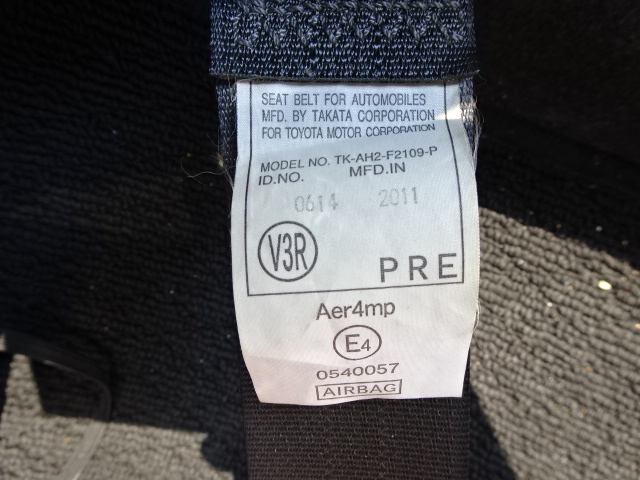 SEAT BELT FOR AUTOMOBILES
MFD. BY TAKATA CORPORATION
FOR TOYOTA MOTOR CORPORATION
MODEL NO. TK-AH2-F2109-P
ID.NO. MFD.IN
0614 2011
V3R PRE
Aer4mp
E4
0540057
AIRBAG